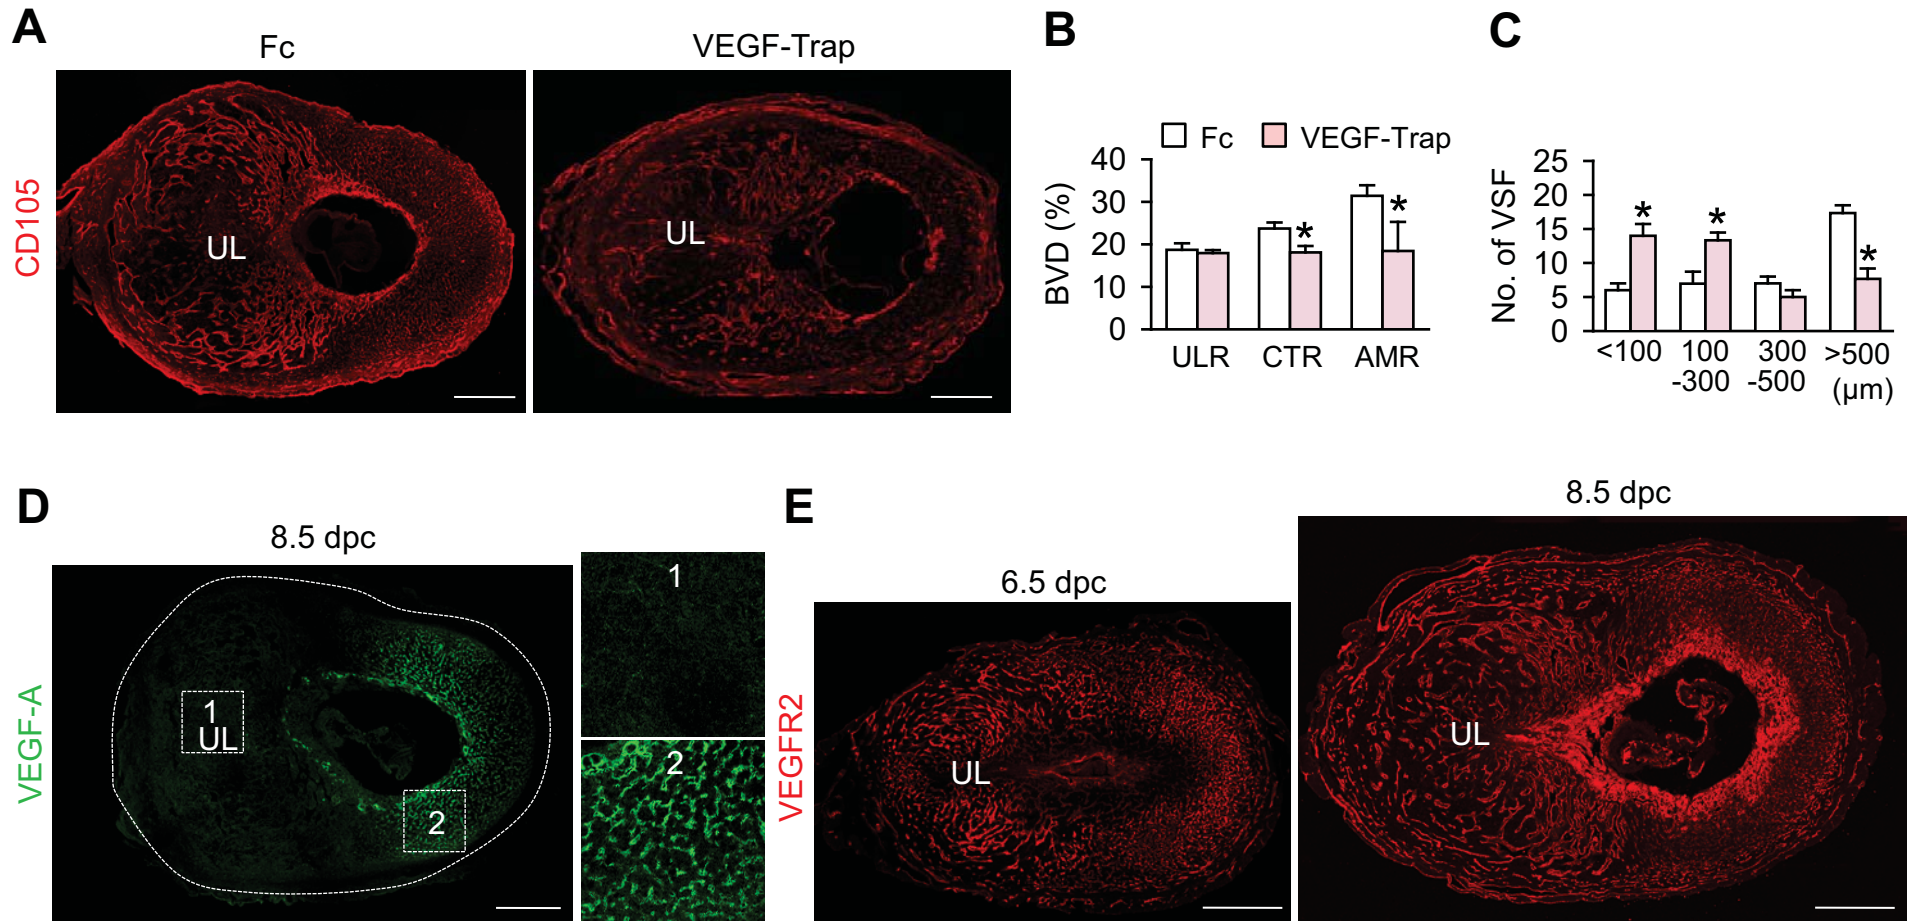 A
Fc
VEGF-Trap
CD105
UL
UL
B
Fc
VEGF-Trap
BVD (%)
40
30
20
10
0
*
*
ULR
CTR
AMR
C
No. of VSF
25
20
15
10
5
0
*
*
*
<100
100
-300
300
-500
>500
(µm)
D
8.5 dpc
VEGF-A
1
UL
2
1
2
E
6.5 dpc
8.5 dpc
VEGFR2
UL
UL